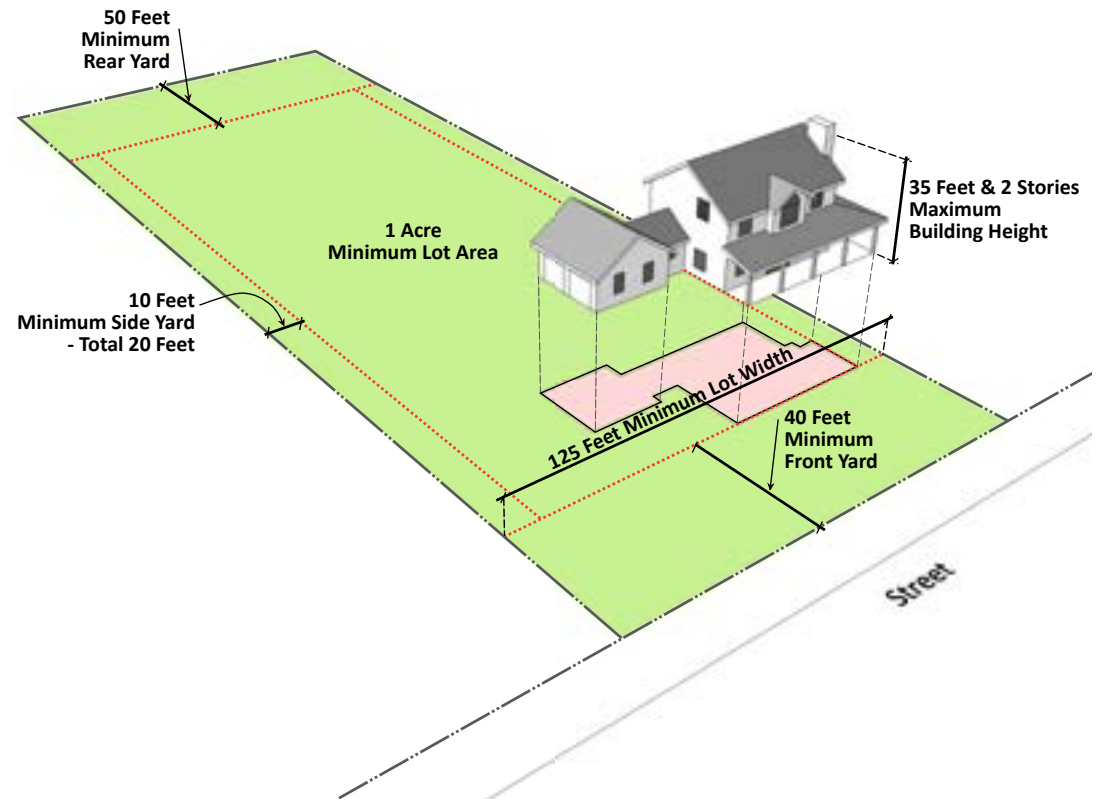 50 Feet
Minimum
Rear Yard
35 Feet & 2 Stories
Maximum
Building Height
1 Acre
Minimum Lot Area
10 Feet
Minimum Side Yard
- Total 20 Feet
125 Feet Minimum Lot Width
40 Feet
Minimum
Front Yard
Street